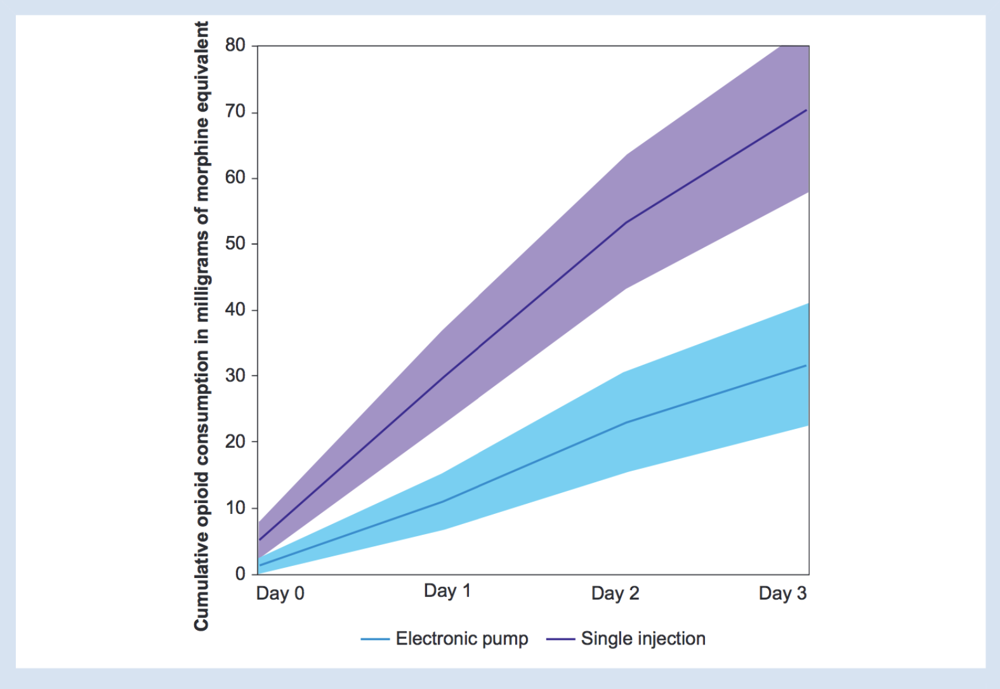 Cumulative opioid consumption in milligrams of morphine equivalent
80
70
60
50
40
30
20
10
0
Day 0
Day 1
Day 2
Day 3
Electronic pump
Single injection